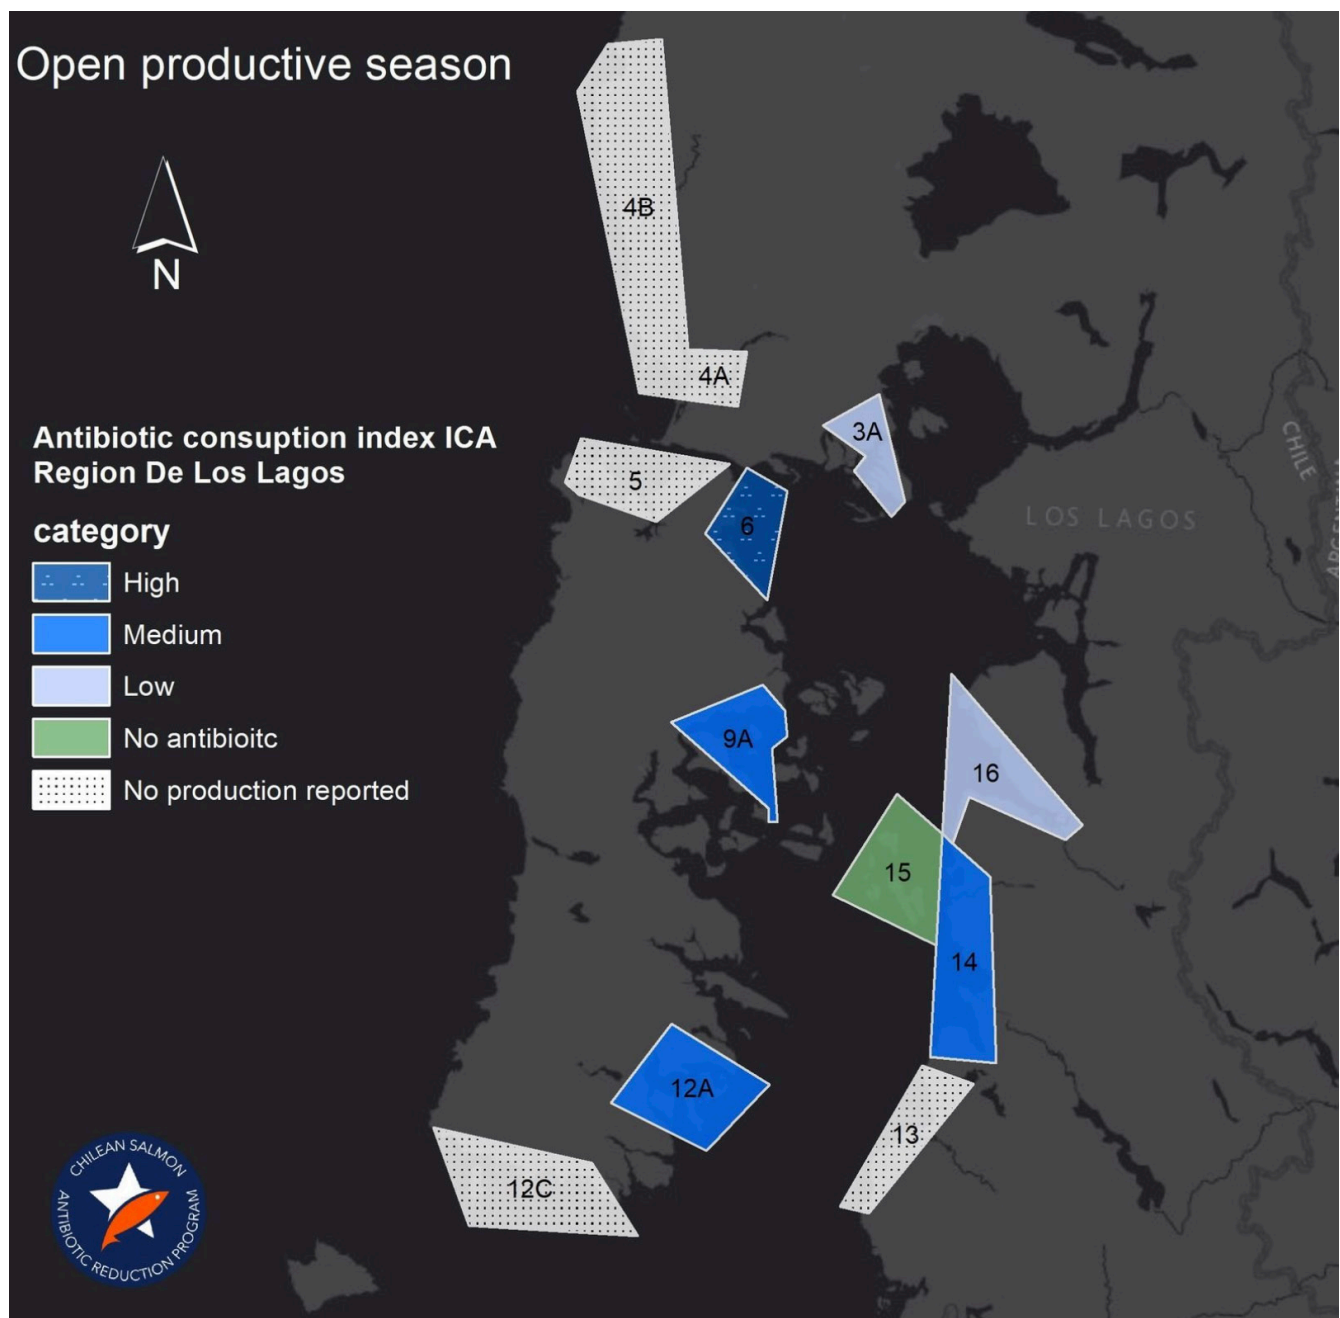 Open productive season
N
Antibiotic consuption index ICA
Region De Los Lagos
category
High
Medium
Low
No antibioitc
No production reported
4B
4A
3A
5
6
CHILE
LOS LAGOS
9A
16
15
14
12A
13
12C
CHILEAN SALMON
ANTIBIOTIC REDUCTION PROGRAM